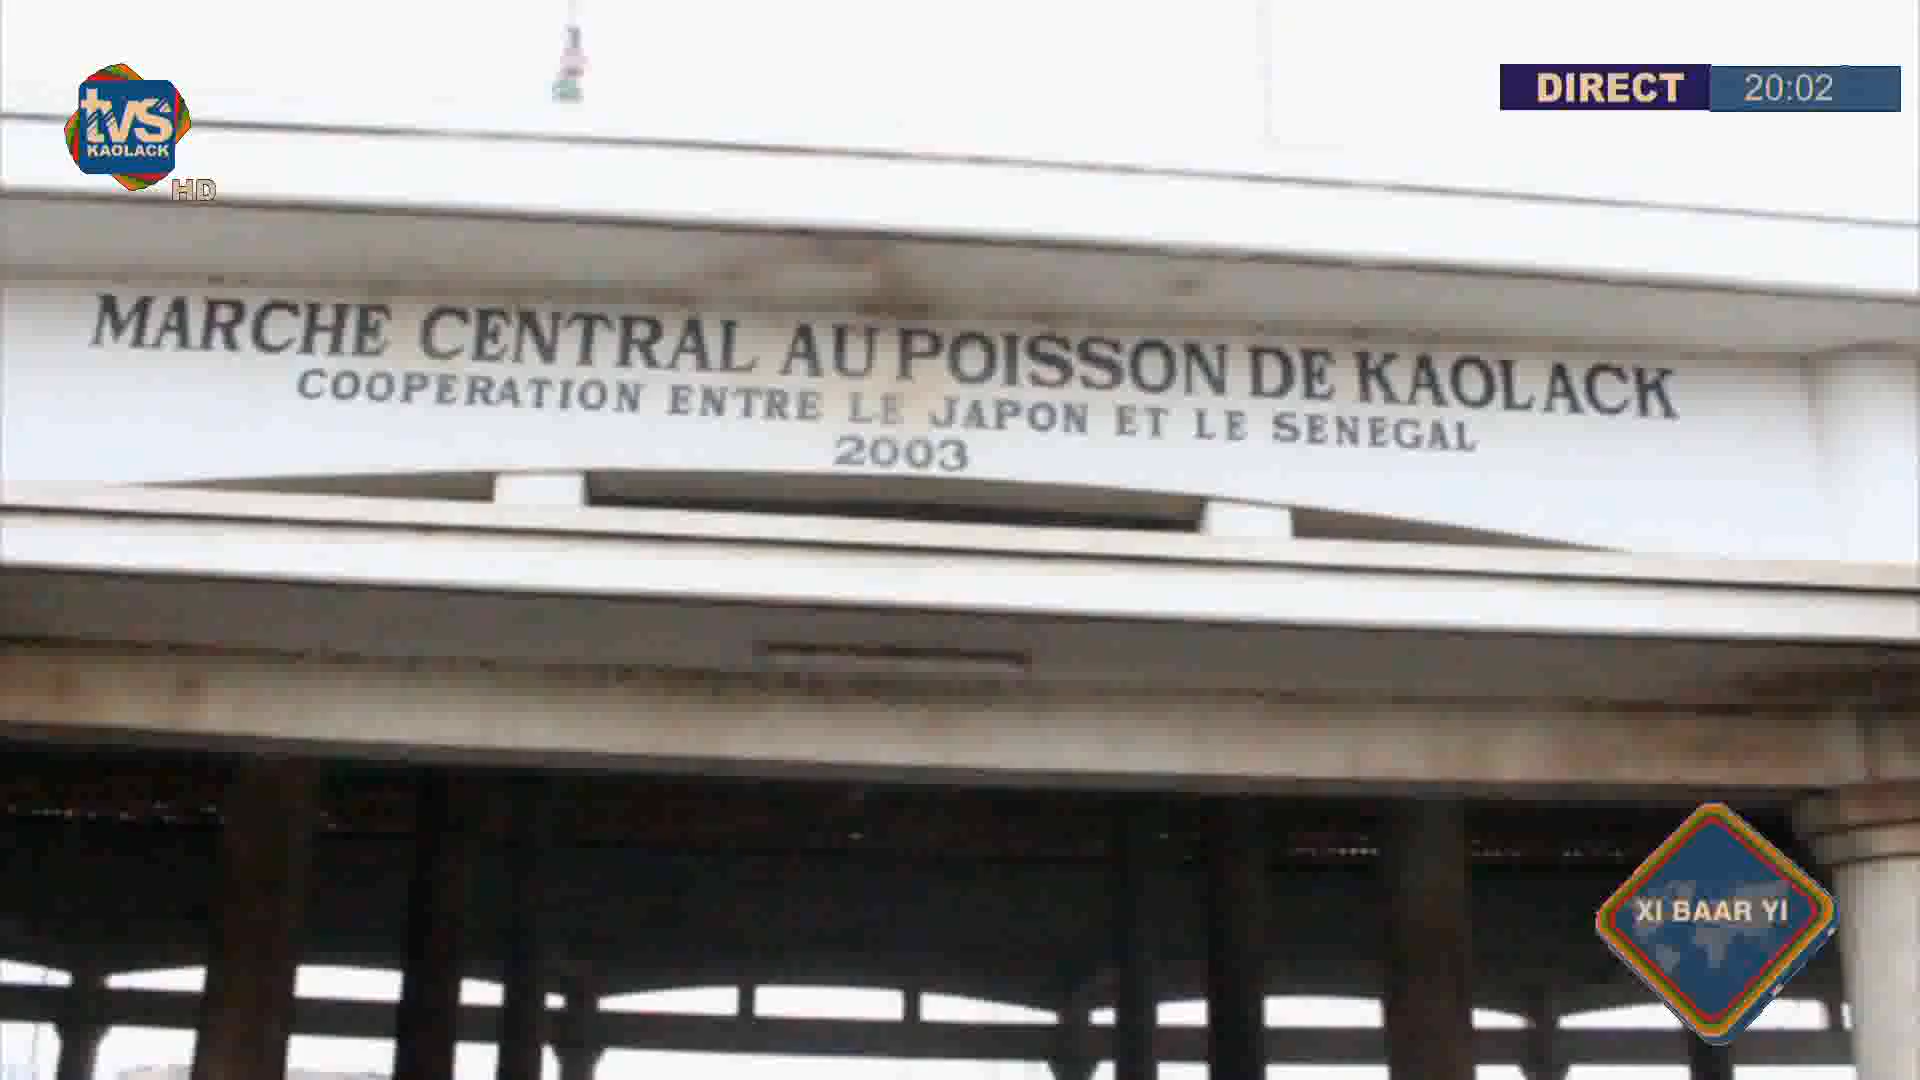 tvs
KAOLACK
HD
DIRECT 20:02
MARCHE CENTRAL AU POISSON DE KAOLACK
COOPERATION ENTRE LE JAPON ET LE SENEGAL
2003
XI BAAR YI